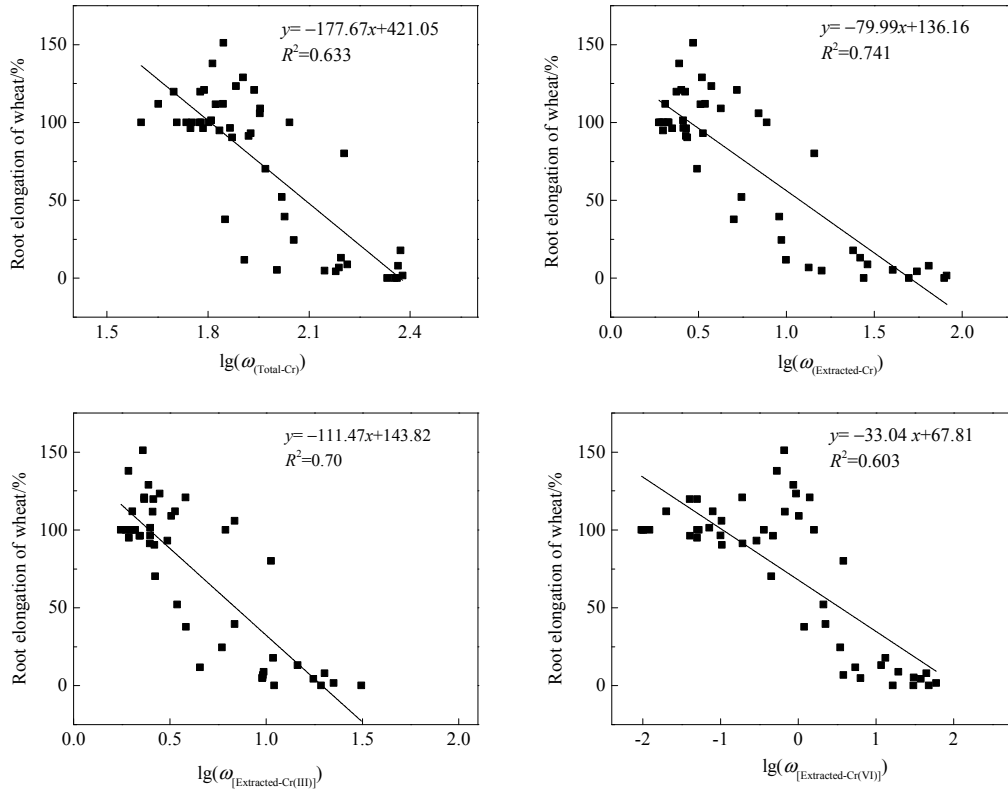 y= −177.67x+421.05
R²=0.633
150
100
50
0
Root elongation of wheat/%
1.5 1.8 2.1 2.4
lg(ω(Total-Cr))
y= −79.99x+136.16
R²=0.741
150
100
50
0
Root elongation of wheat/%
0.0 0.5 1.0 1.5 2.0
lg(ω(Extracted-Cr))
y= −111.47x+143.82
R²=0.70
150
100
50
0
Root elongation of wheat/%
0.0 0.5 1.0 1.5 2.0
lg(ω[Extracted-Cr(III)])
y= −33.04 x+67.81
R²=0.603
150
100
50
0
Root elongation of wheat/%
-2 -1 0 1 2
lg(ω[Extracted-Cr(VI)])